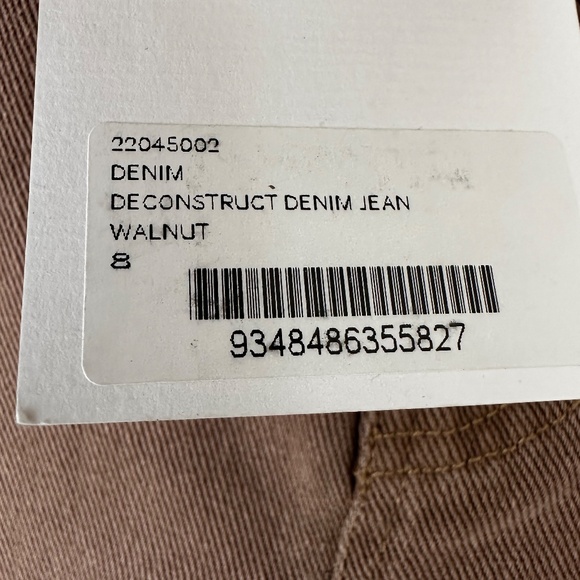 22045002
DENIM
DECONSTRUCT DENIM JEAN
WALNUT
8
9348486355827